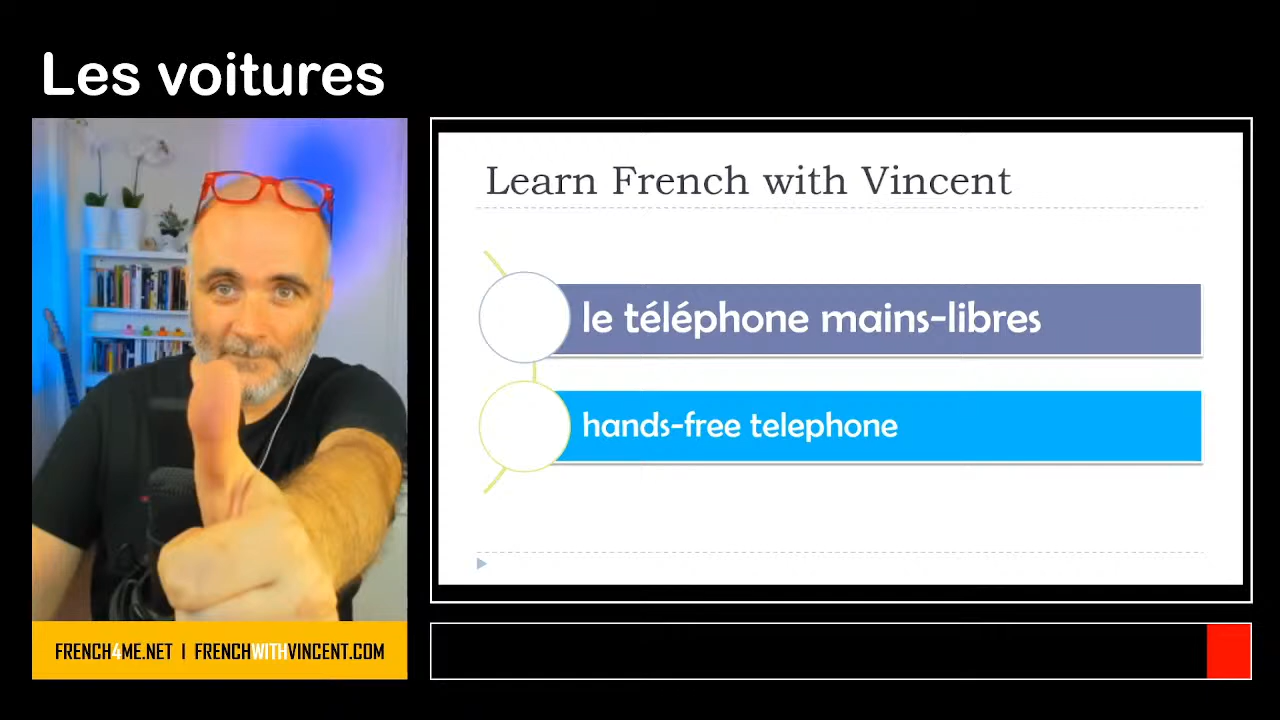 Les voitures
Learn French with Vincent
le téléphone mains-libres
hands-free telephone
FRENCH4ME.NET | FRENCHWITHVINCENT.COM